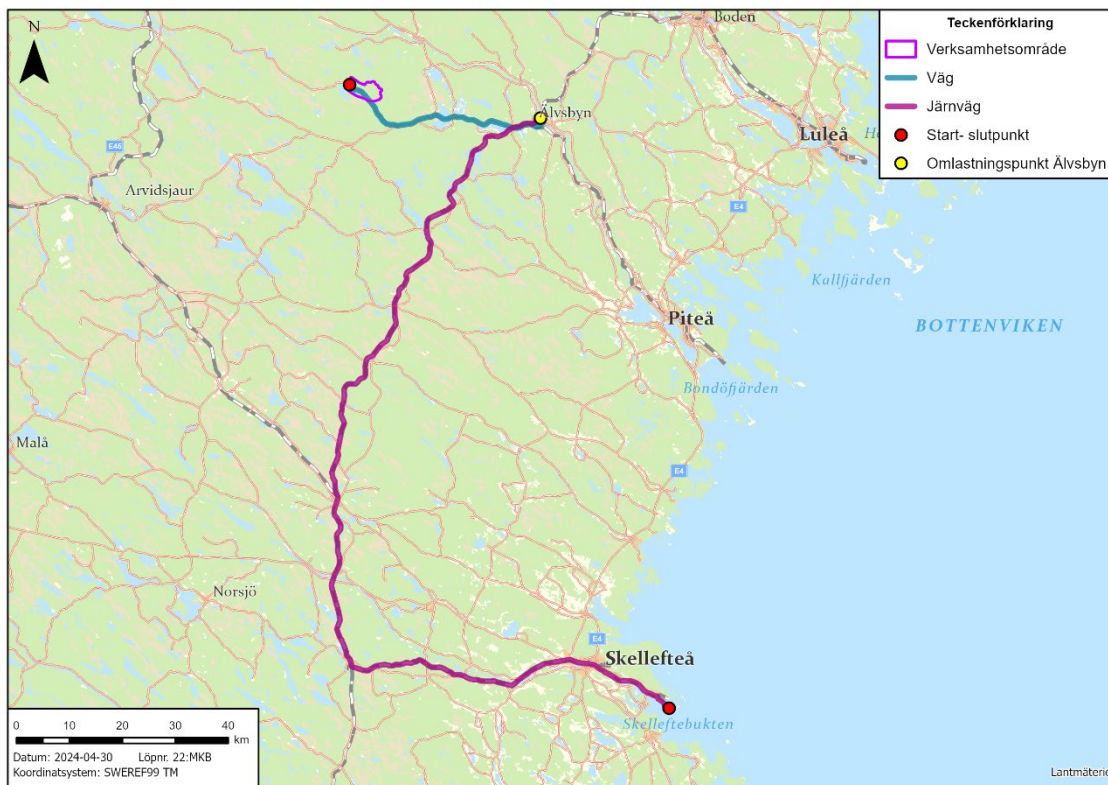 N
Boden
Älvsbyn
Luleå
E45
Arvidsjaur
E4
Kallfjärden
Piteå
BOTTENVIKEN
Bondöfjärden
Malå
E4
Norsjö
E4
Skellefteå
Skelleftebukten
Teckenförklaring
Verksamhetsområde
Väg
Järnväg
Start- slutpunkt
Omlastningspunkt Älvsbyn
0 10 20 30 40
km
Datum: 2024-04-30 Löpnr. 22:MKB
Koordinatsystem: SWEREF99 TM
Lantmäterie